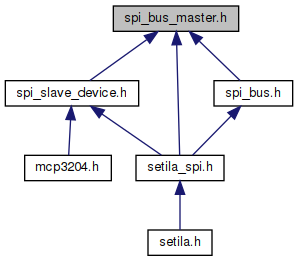 spi_bus_master.h
spi_slave_device.h
spi_bus.h
mcp3204.h
setila_spi.h
setila.h